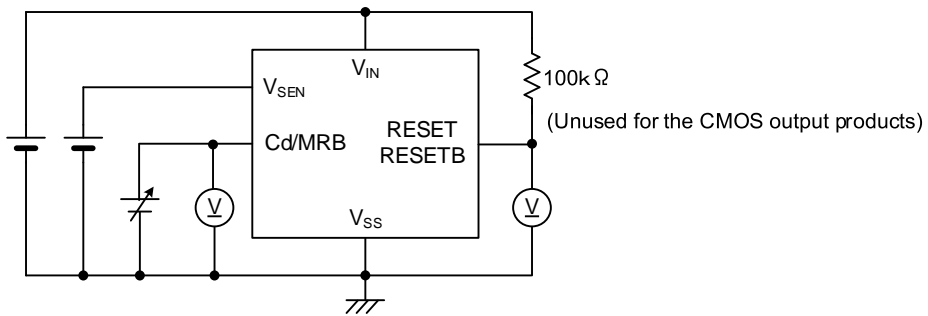 V_IN
V_SEN
100kΩ
(Unused for the CMOS output products)
Cd/MRB
RESET
RESETB
V
V
V_SS